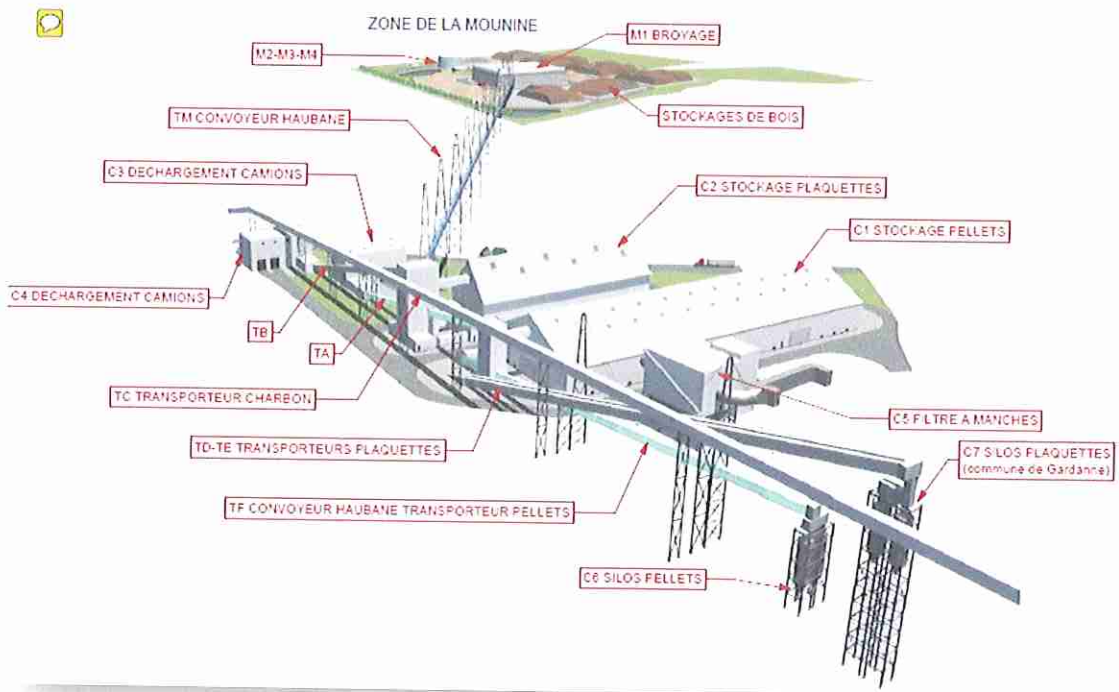 ZONE DE LA MOUNINE
M1 BROYAGE
M2-M3-M4
TM CONVOYEUR HAUBANE
STOCKAGES DE BOIS
C3 DECHARGEMENT CAMIONS
C2 STOCKAGE PLAQUETTES
C1 STOCKAGE PELLETS
C4 DECHARGEMENT CAMIONS
TB
TA
TC TRANSPORTEUR CHARBON
C5 FILTRE A MANCHES
TD-TE TRANSPORTEURS PLAQUETTES
C7 SILOS PLAQUETTES
(commune de Gardanne)
TF CONVOYEUR HAUBANE TRANSPORTEUR PELLETS
C6 SILOS PELLETS